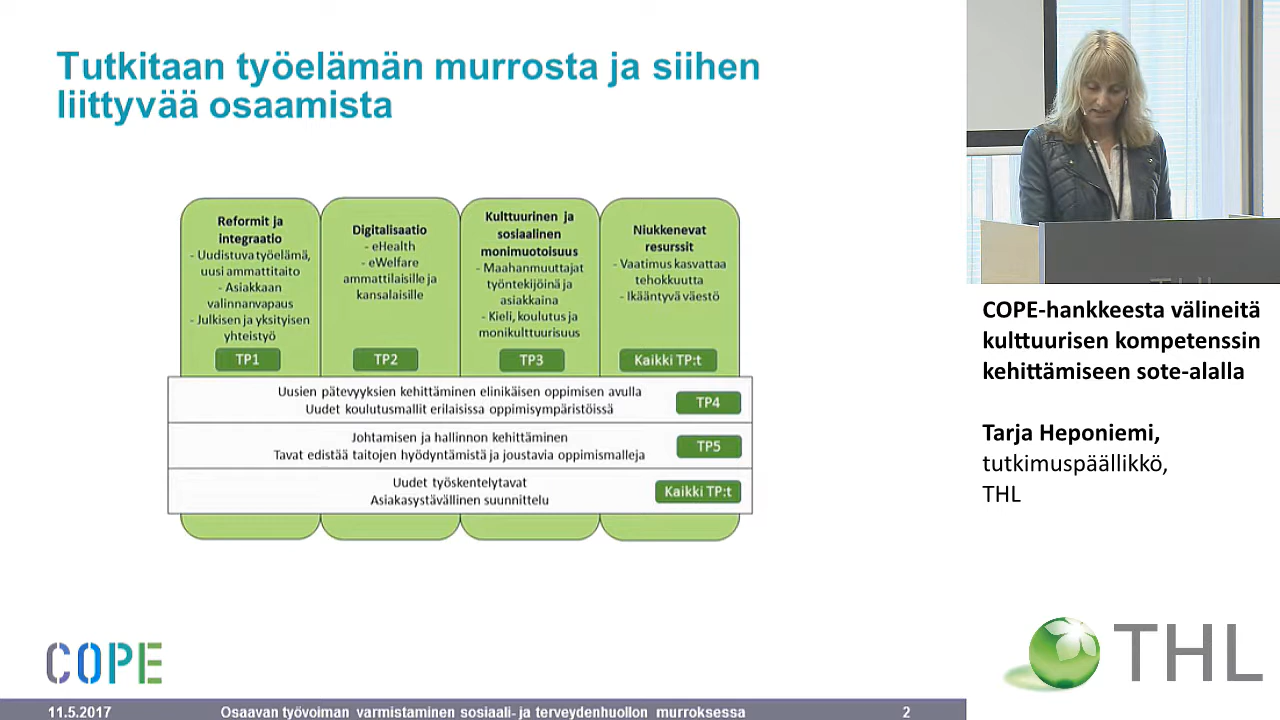 Tutkitaan työelämän murrosta ja siihen
liittyvää osaamista
Reformit ja
integraatio
- Uudistuva työelämä,
uusi ammattitaito
- Asiakkaan
valinnanvapaus
- Julkisen ja yksityisen
yhteistyö
TP1
Digitalisaatio
- eHealth
- eWelfare
ammattilaisille ja
kansalaisille
TP2
Kulttuurinen ja
sosiaalinen
monimuotoisuus
- Maahanmuuttajat
työntekijöinä ja
asiakkaina
- Kieli, koulutus ja
monikulttuurisuus
TP3
Niukkenevat
resurssit
- Vaatimus kasvattaa
tehokkuutta
- Ikääntyvä väestö
Kaikki TP:t
Uusien pätevyyksien kehittäminen elinikäisen oppimisen avulla
Uudet koulutusmallit erilaisissa oppimisympäristöissä
TP4
Johtamisen ja hallinnon kehittäminen
Tavat edistää taitojen hyödyntämistä ja joustavia oppimismalleja
TP5
Uudet työskentelytavat
Asiakasystävällinen suunnittelu
Kaikki TP:t
COPE
11.5.2017 Osaavan työvoiman varmistaminen sosiaali- ja terveydenhuollon murroksessa 2
COPE-hankkeesta välineitä
kulttuurisen kompetenssin
kehittämiseen sote-alalla
Tarja Heponiemi,
tutkimuspäällikkö,
THL
THL